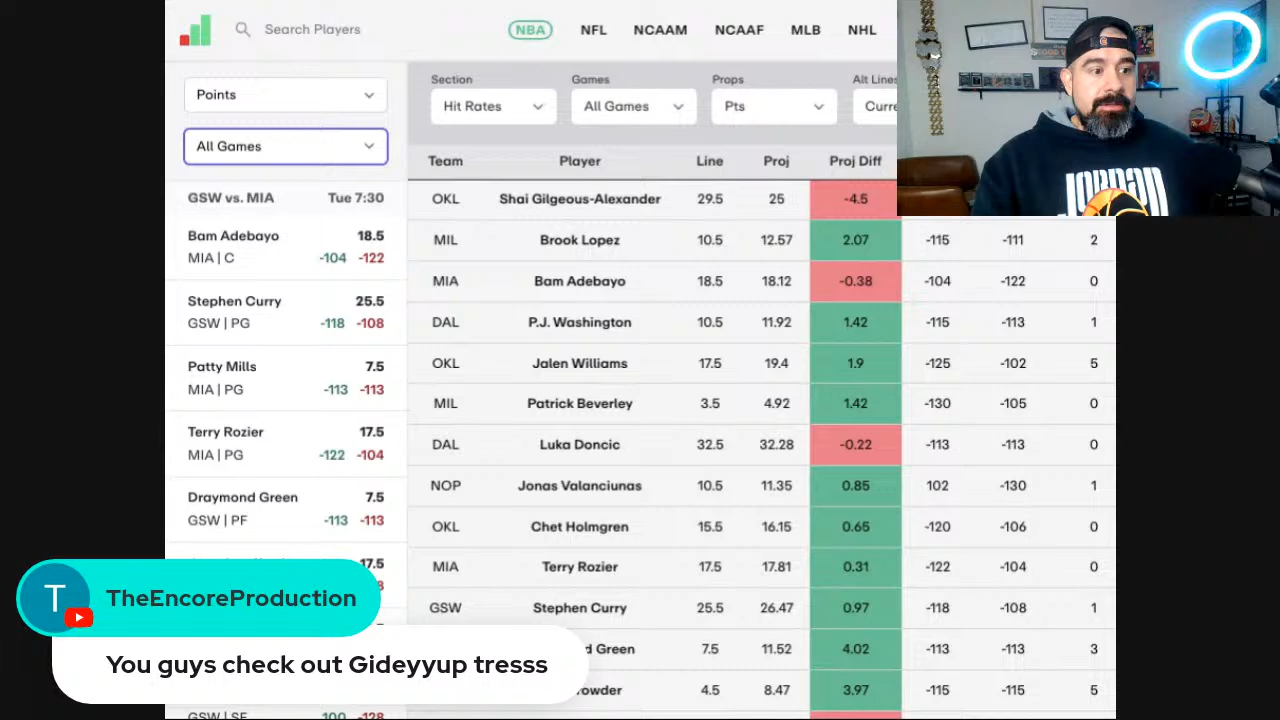 Search Players
NBA NFL NCAAM NCAAF MLB NHL
Points
All Games
Section Games Props Alt Lines
Hit Rates All Games Pts Curre
Team Player Line Proj Proj Diff
GSW vs. MIA Tue 7:30
Bam Adebayo 18.5
MIA | C -104 -122
Stephen Curry 25.5
GSW | PG -118 -108
Patty Mills 7.5
MIA | PG -113 -113
Terry Rozier 17.5
MIA | PG -122 -104
Draymond Green 7.5
GSW | PF -113 -113
17.5
GSW | SF 100 -128
OKL Shai Gilgeous-Alexander 29.5 25 -4.5
MIL Brook Lopez 10.5 12.57 2.07 -115 -111 2
MIA Bam Adebayo 18.5 18.12 -0.38 -104 -122 0
DAL P.J. Washington 10.5 11.92 1.42 -115 -113 1
OKL Jalen Williams 17.5 19.4 1.9 -125 -102 5
MIL Patrick Beverley 3.5 4.92 1.42 -130 -105 0
DAL Luka Doncic 32.5 32.28 -0.22 -113 -113 0
NOP Jonas Valanciunas 10.5 11.35 0.85 102 -130 1
OKL Chet Holmgren 15.5 16.15 0.65 -120 -106 0
MIA Terry Rozier 17.5 17.81 0.31 -122 -104 0
GSW Stephen Curry 25.5 26.47 0.97 -118 -108 1
d Green 7.5 11.52 4.02 -113 -113 3
rowder 4.5 8.47 3.97 -115 -115 5
JORDAN
T
TheEncoreProduction
You guys check out Gideyyup tresss